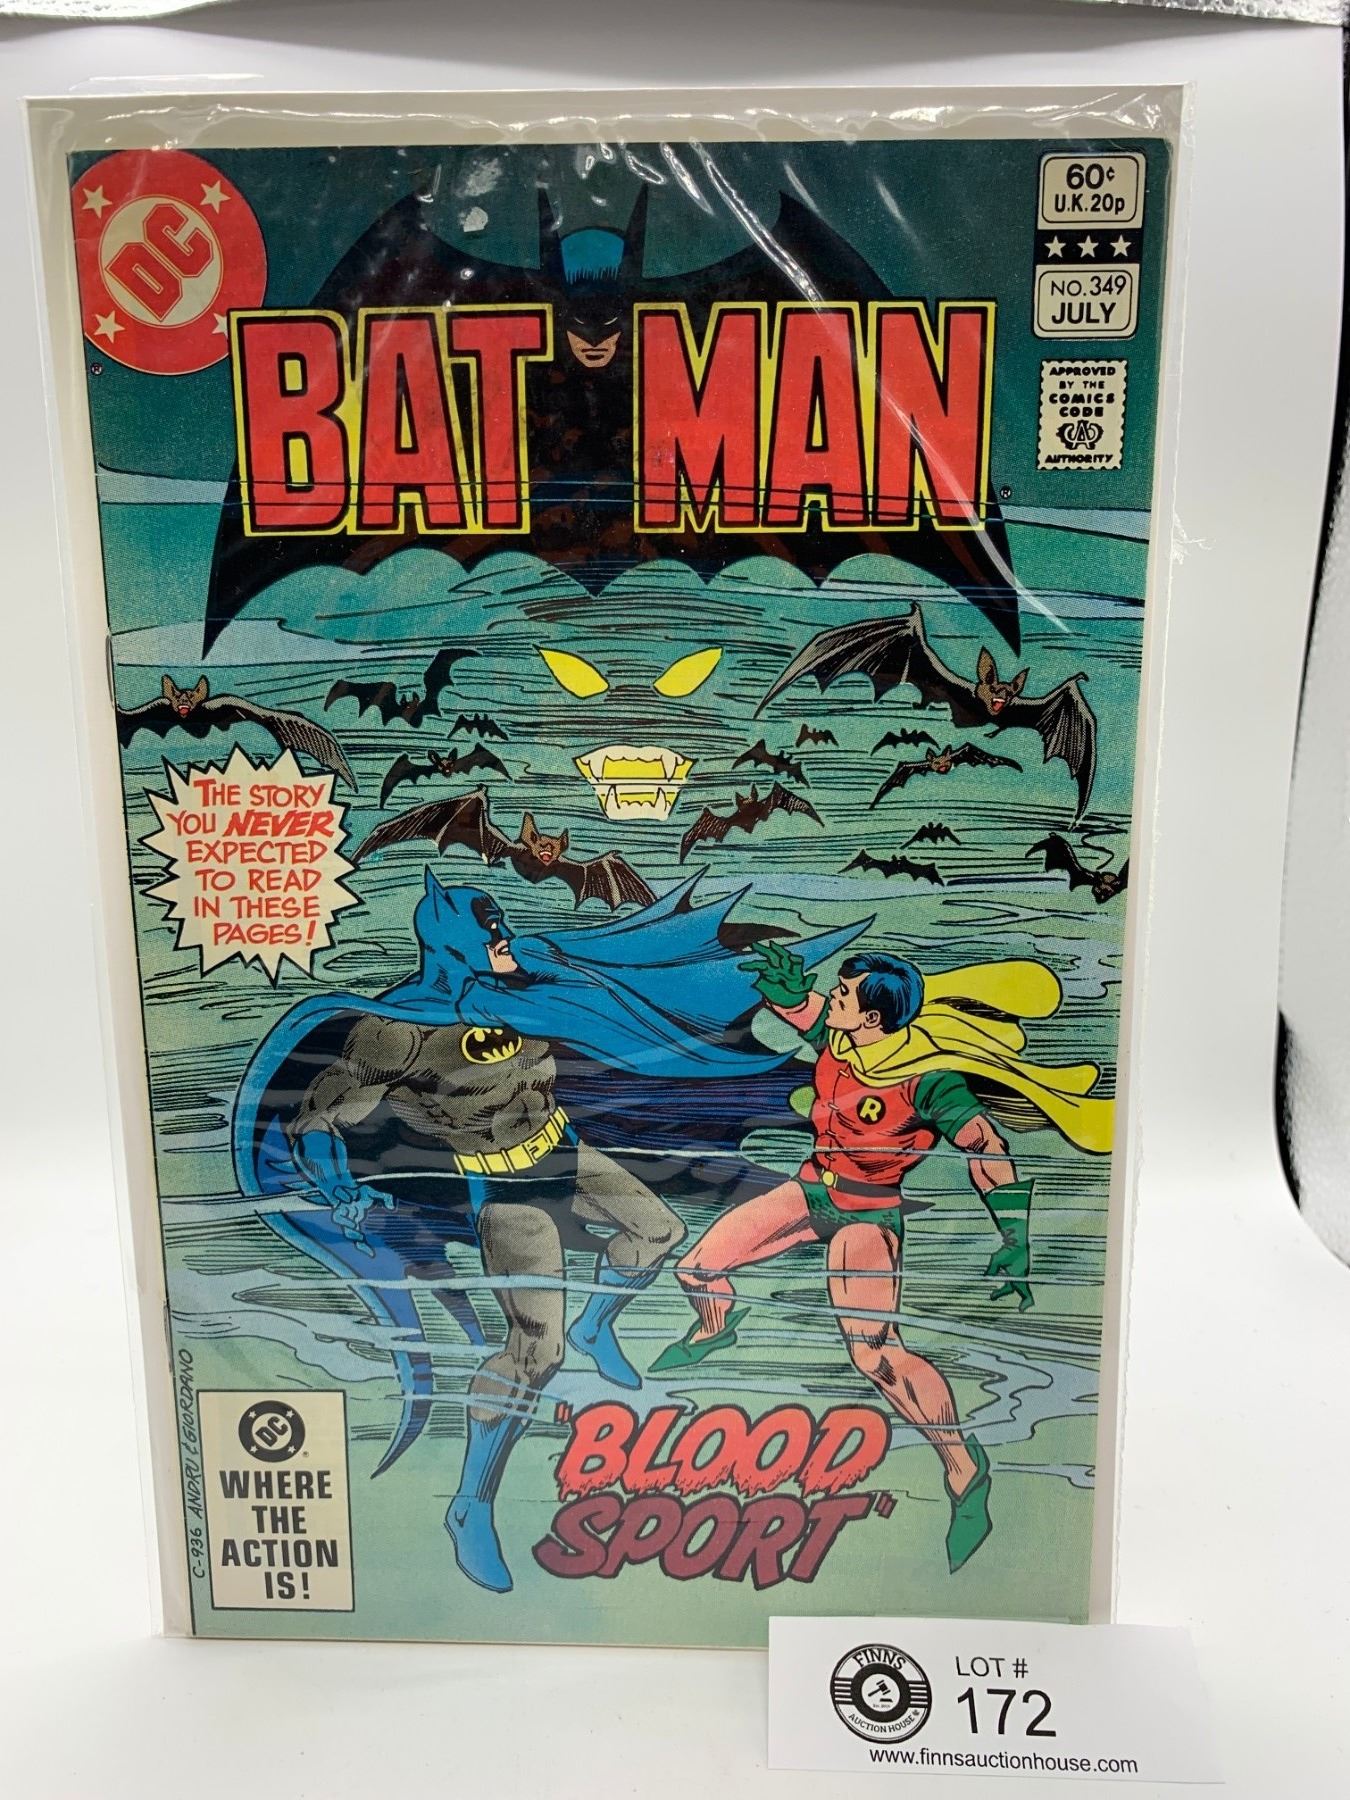 DC
60¢
U.K.20p
NO.349
JULY
APPROVED
BY THE
COMICS
CODE
CA
AUTHORITY
BATMAN
®
®
THE STORY
YOU NEVER
EXPECTED
TO READ
IN THESE
PAGES!
R
"BLOOD
SPORT"
C-936 ANDRU & GIORDANO
DC
®
WHERE
THE
ACTION
IS!
FINNS
AUCTION HOUSE
LOT #
172
www.finnsauctionhouse.com